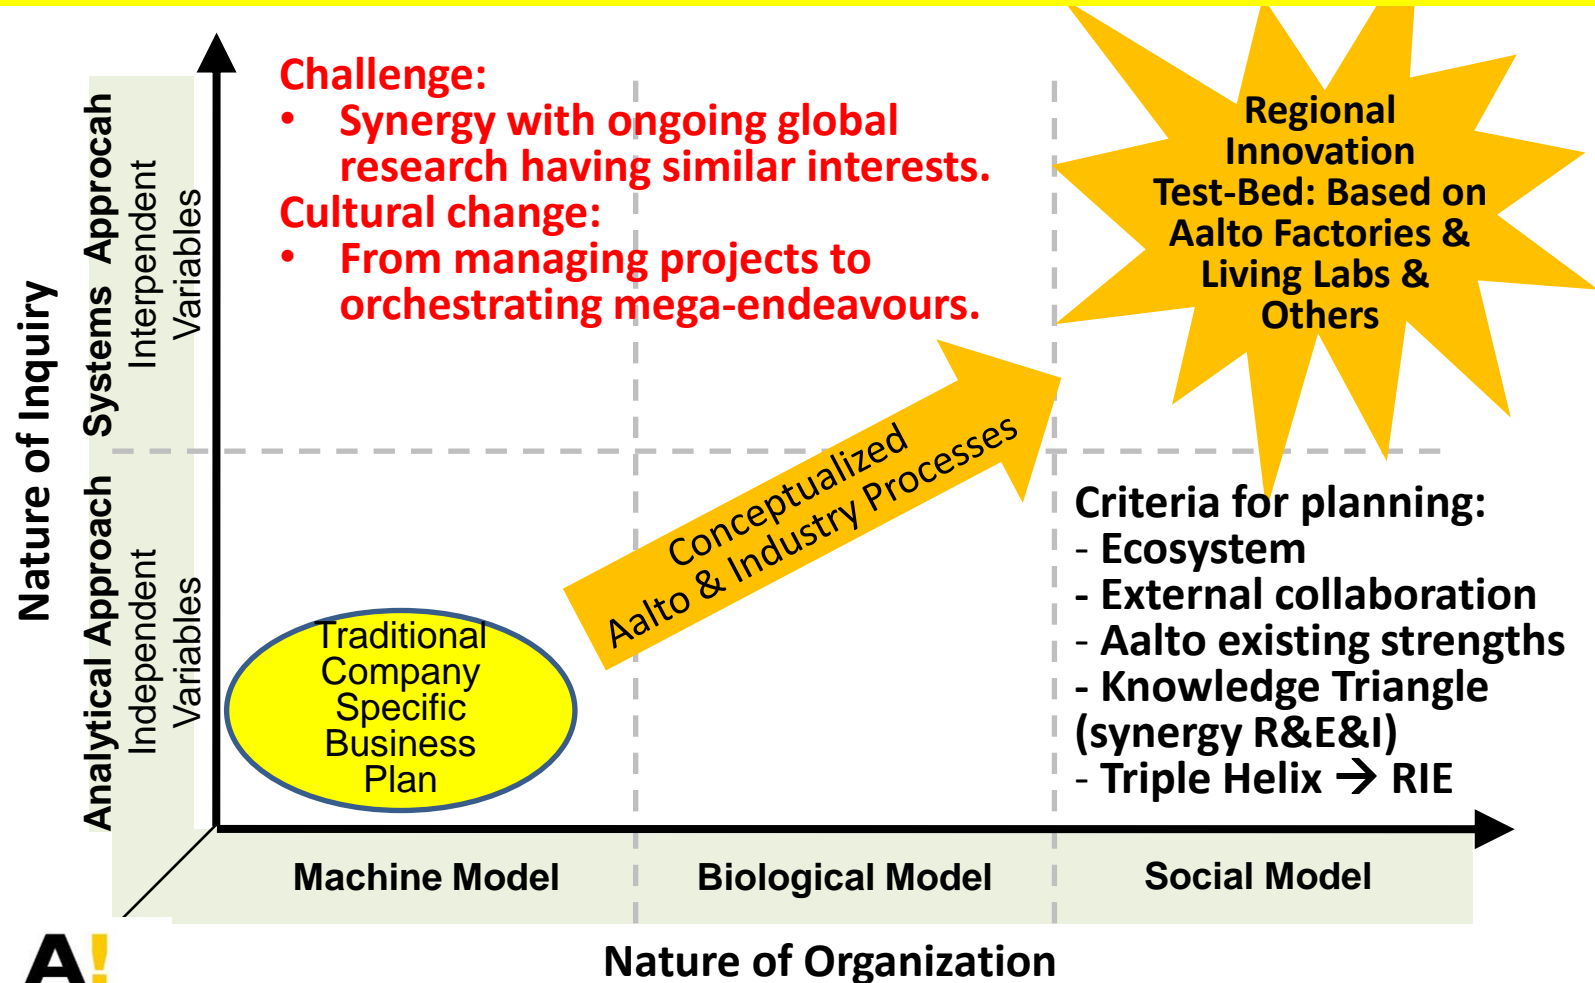 Challenge:
• Synergy with ongoing global
research having similar interests.
Cultural change:
• From managing projects to
orchestrating mega-endeavours.
Regional
Innovation
Test-Bed: Based on
Aalto Factories &
Living Labs &
Others
Nature of Inquiry
Systems Approcah
Interpendent
Variables
Analytical Approach
Independent
Variables
Conceptualized
Aalto & Industry Processes
Traditional
Company
Specific
Business
Plan
Criteria for planning:
- Ecosystem
- External collaboration
- Aalto existing strengths
- Knowledge Triangle
(synergy R&E&I)
- Triple Helix → RIE
Machine Model
Biological Model
Social Model
Nature of Organization
A!